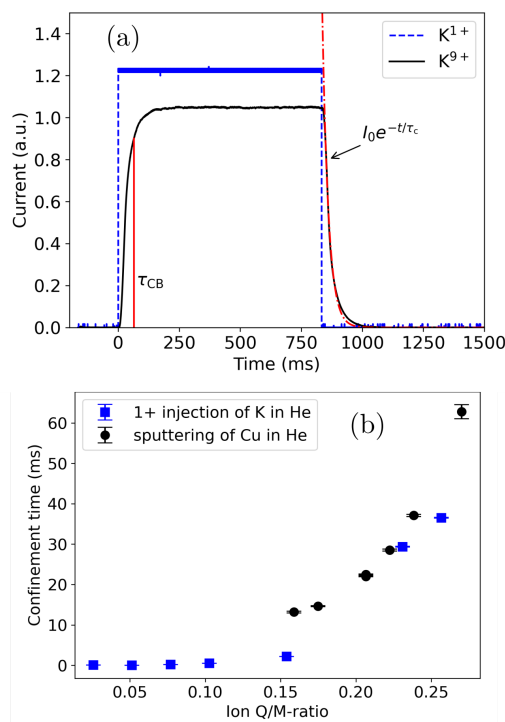 (a)
K1+
K9+
I0e−t/τc
τCB
Current (a.u.)
1.4
1.2
1.0
0.8
0.6
0.4
0.2
0.0
0 250 500 750 1000 1250 1500
Time (ms)
(b)
1+ injection of K in He
sputtering of Cu in He
Confinement time (ms)
60
50
40
30
20
10
0
0.05 0.10 0.15 0.20 0.25
Ion Q/M-ratio